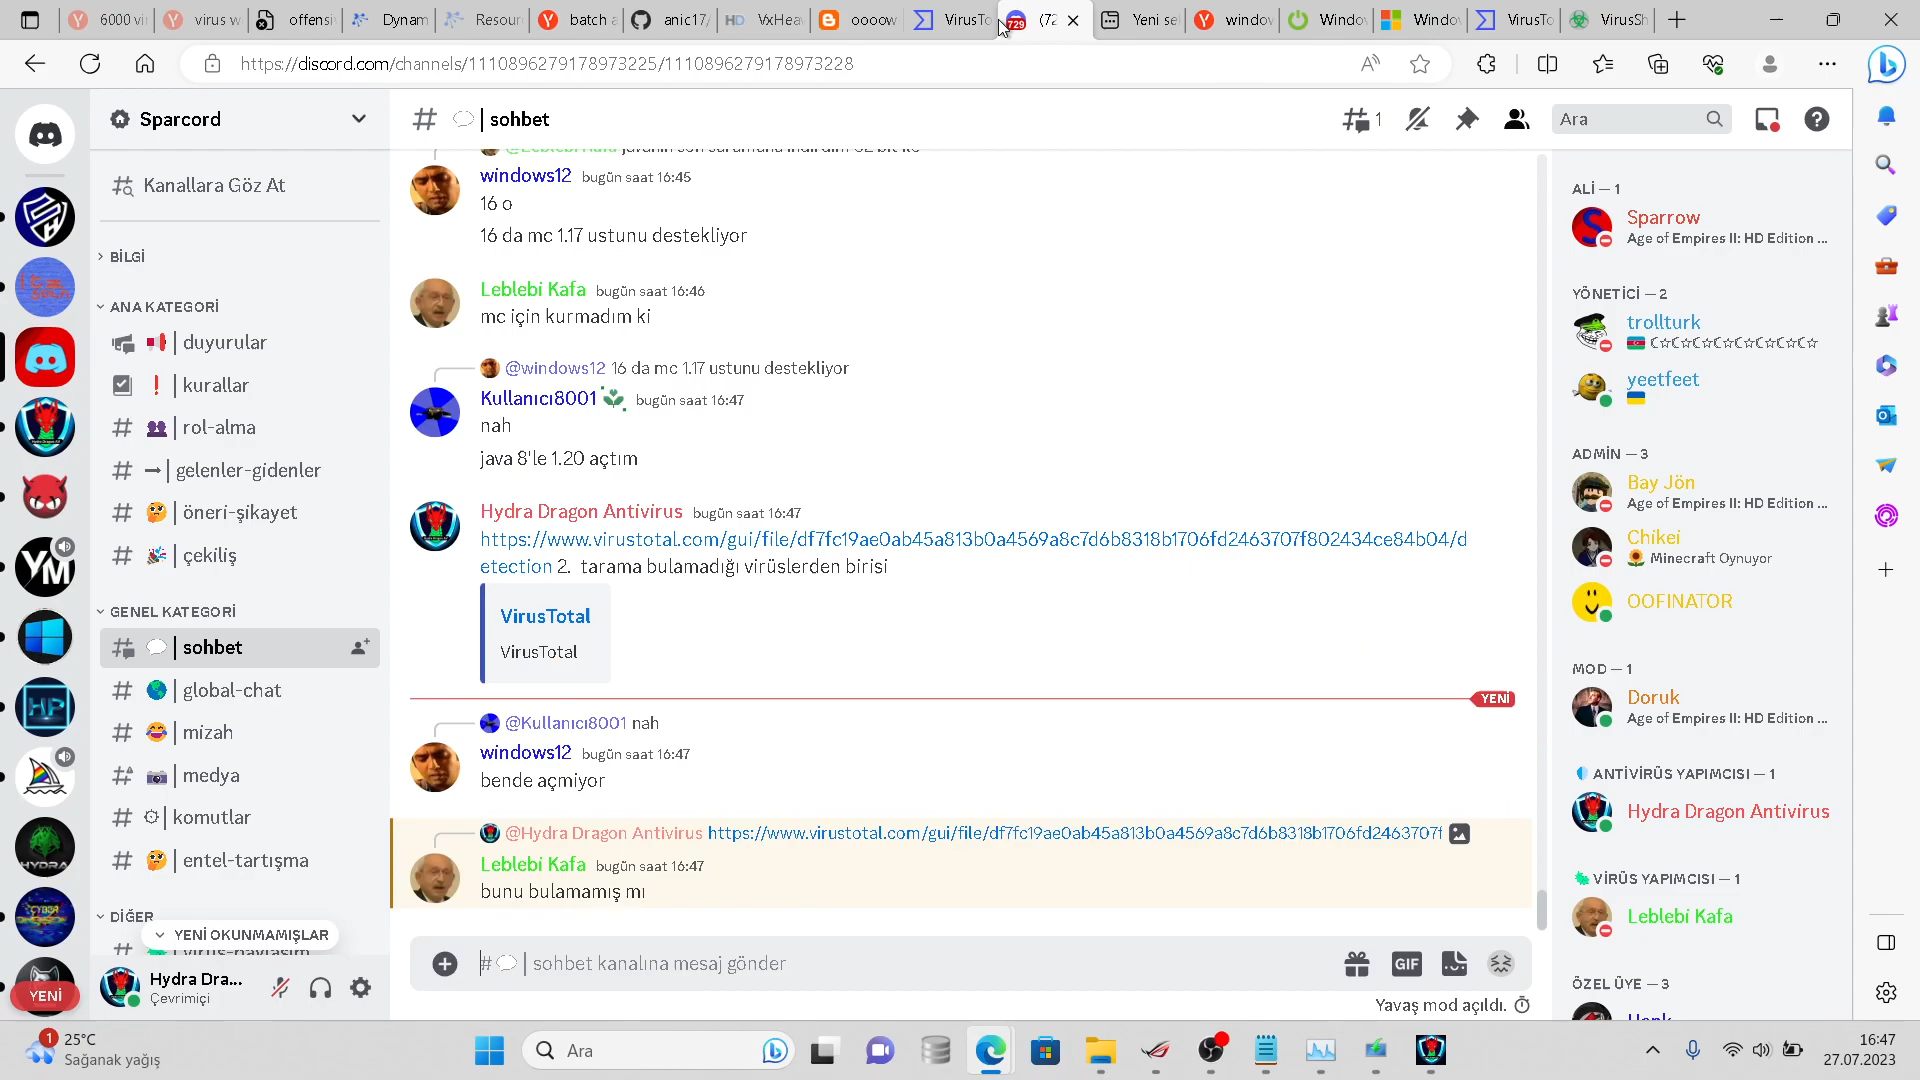 6000 vir
virus w
offensi
Dynam
Resour
batch a
anic17/
VxHeav
oooow
VirusTo
(72
Yeni se
window
Window
Window
VirusTo
VirusSh
https://discord.com/channels/1110896279178973225/1110896279178973228
Sparcord
Kanallara Göz At
BİLGİ
ANA KATEGORİ
duyurular
kurallar
rol-alma
gelenler-gidenler
öneri-şikayet
çekiliş
GENEL KATEGORİ
sohbet
global-chat
mizah
medya
komutlar
entel-tartışma
DİĞER
YENİ OKUNMAMIŞLAR
YENİ
Hydra Dra...
Çevrimiçi
sohbet
1
Ara
windows12 bugün saat 16:45
16 o
16 da mc 1.17 ustunu destekliyor
Leblebi Kafa bugün saat 16:46
mc için kurmadım ki
@windows12 16 da mc 1.17 ustunu destekliyor
Kullanıcı8001 bugün saat 16:47
nah
java 8'le 1.20 açtım
Hydra Dragon Antivirus bugün saat 16:47
https://www.virustotal.com/gui/file/df7fc19ae0ab45a813b0a4569a8c7d6b8318b1706fd2463707f802434ce84b04/d
etection 2. tarama bulamadığı virüslerden birisi
VirusTotal
VirusTotal
YENİ
@Kullanıcı8001 nah
windows12 bugün saat 16:47
bende açmiyor
@Hydra Dragon Antivirus https://www.virustotal.com/gui/file/df7fc19ae0ab45a813b0a4569a8c7d6b8318b1706fd2463707f
Leblebi Kafa bugün saat 16:47
bunu bulamamış mı
# | sohbet kanalına mesaj gönder
GIF
Yavaş mod açıldı.
ALİ — 1
Sparrow
Age of Empires II: HD Edition ...
YÖNETİCİ — 2
trollturk
yeetfeet
ADMİN — 3
Bay Jön
Age of Empires II: HD Edition ...
Chikei
Minecraft Oynuyor
OOFINATOR
MOD — 1
Doruk
Age of Empires II: HD Edition ...
ANTİVİRÜS YAPIMCISI — 1
Hydra Dragon Antivirus
VİRÜS YAPIMCISI — 1
Leblebi Kafa
ÖZEL ÜYE — 3
1
25°C
Sağanak yağış
Ara
16:47
27.07.2023